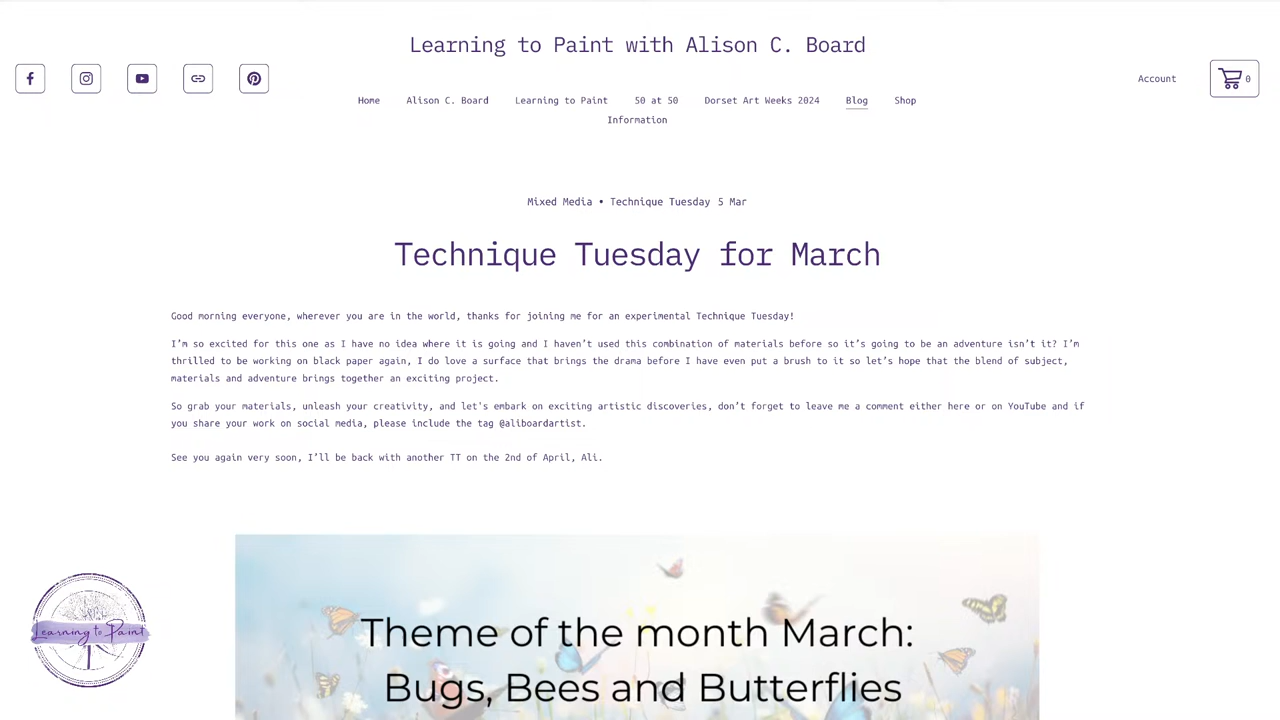 Learning to Paint with Alison C. Board
Account
0
Home Alison C. Board Learning to Paint 50 at 50 Dorset Art Weeks 2024 Blog Shop
Information
Mixed Media • Technique Tuesday 5 Mar
Technique Tuesday for March
Good morning everyone, wherever you are in the world, thanks for joining me for an experimental Technique Tuesday!
I’m so excited for this one as I have no idea where it is going and I haven’t used this combination of materials before so it’s going to be an adventure isn’t it? I’m
thrilled to be working on black paper again, I do love a surface that brings the drama before I have even put a brush to it so let’s hope that the blend of subject,
materials and adventure brings together an exciting project.
So grab your materials, unleash your creativity, and let's embark on exciting artistic discoveries, don’t forget to leave me a comment either here or on YouTube and if
you share your work on social media, please include the tag @aliboardartist.
See you again very soon, I’ll be back with another TT on the 2nd of April, Ali.
Theme of the month March:
Bugs, Bees and Butterflies
Learning to Paint